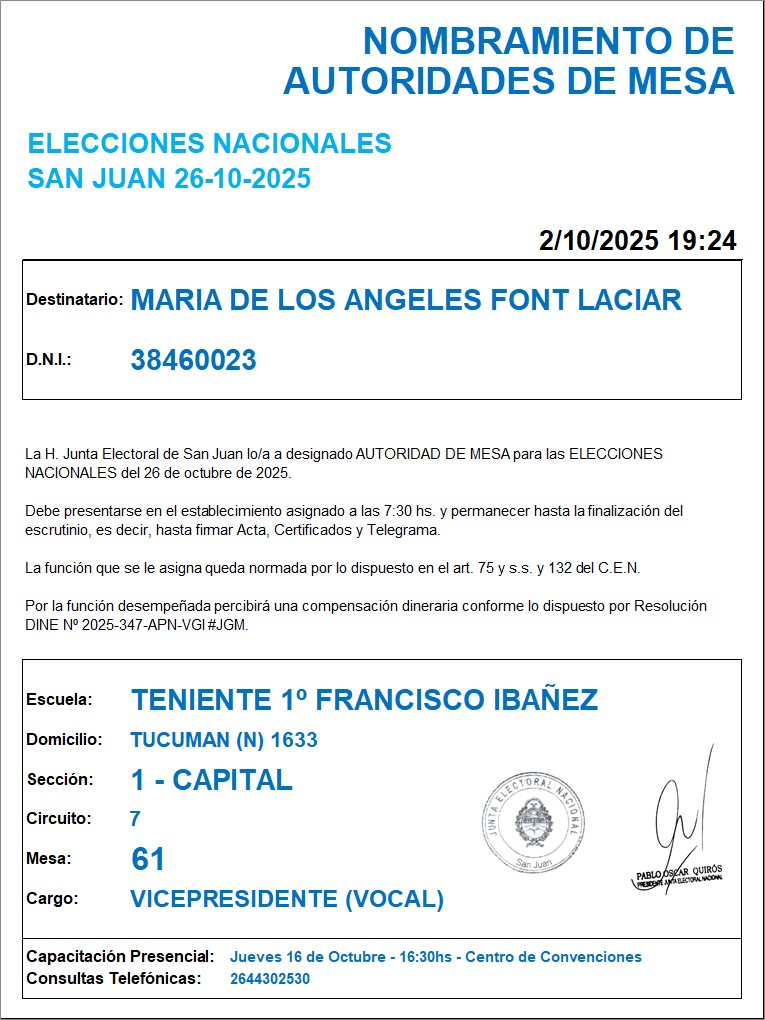 NOMBRAMIENTO DE
AUTORIDADES DE MESA
ELECCIONES NACIONALES
SAN JUAN 26-10-2025
2/10/2025 19:24
Destinatario: MARIA DE LOS ANGELES FONT LACIAR
D.N.I.: 38460023
La H. Junta Electoral de San Juan lo/a a designado AUTORIDAD DE MESA para las ELECCIONES
NACIONALES del 26 de octubre de 2025.
Debe presentarse en el establecimiento asignado a las 7:30 hs. y permanecer hasta la finalización del
escrutinio, es decir, hasta firmar Acta, Certificados y Telegrama.
La función que se le asigna queda normada por lo dispuesto en el art. 75 y s.s. y 132 del C.E.N.
Por la función desempeñada percibirá una compensación dineraria conforme lo dispuesto por Resolución
DINE Nº 2025-347-APN-VGI#JGM.
Escuela: TENIENTE 1º FRANCISCO IBAÑEZ
Domicilio: TUCUMAN (N) 1633
Sección: 1 - CAPITAL
Circuito: 7
Mesa: 61
Cargo: VICEPRESIDENTE (VOCAL)
JUNTA ELECTORAL NACIONAL
San Juan
PABLO OSCAR QUIRÓS
PRESIDENTE JUNTA ELECTORAL NACIONAL
Capacitación Presencial: Jueves 16 de Octubre - 16:30hs - Centro de Convenciones
Consultas Telefónicas: 2644302530